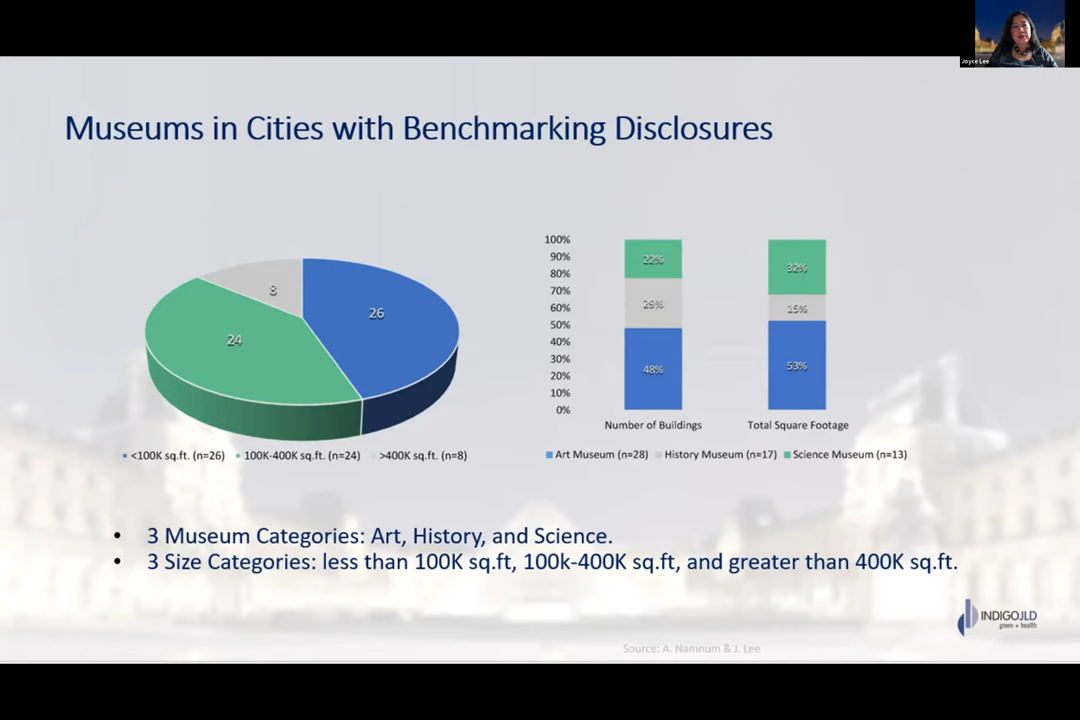 Joyce Lee
Museums in Cities with Benchmarking Disclosures
8
26
24
<100K sq.ft. (n=26) 100K-400K sq.ft. (n=24) >400K sq.ft. (n=8)
100%
90%
80%
70%
60%
50%
40%
30%
20%
10%
0%
22%
29%
48%
32%
15%
53%
Number of Buildings Total Square Footage
Art Museum (n=28) History Museum (n=17) Science Museum (n=13)
• 3 Museum Categories: Art, History, and Science.
• 3 Size Categories: less than 100K sq.ft, 100k-400K sq.ft, and greater than 400K sq.ft.
INDIGOJLD
green + health
Source: A. Namnum & J. Lee